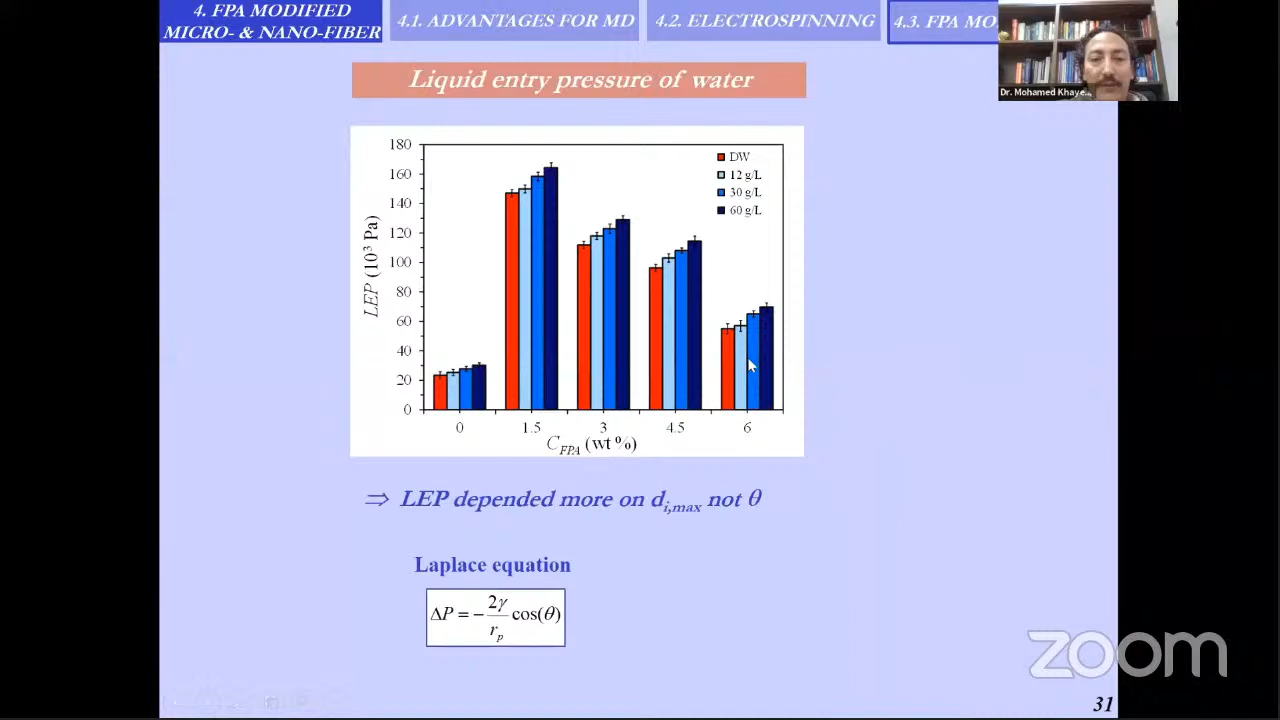 4. FPA MODIFIED
MICRO- & NANO-FIBER
4.1. ADVANTAGES FOR MD
4.2. ELECTROSPINNING
4.3. FPA MO
Dr. Mohamed Khaye...
Liquid entry pressure of water
LEP (10³ Pa)
180
160
140
120
100
80
60
40
20
0
DW
12 g/L
30 g/L
60 g/L
0 1.5 3 4.5 6
C_FPA (wt %)
⇒ LEP depended more on d_i,max not θ
Laplace equation
ΔP = − 2γ/r_p cos(θ)
zoom
31